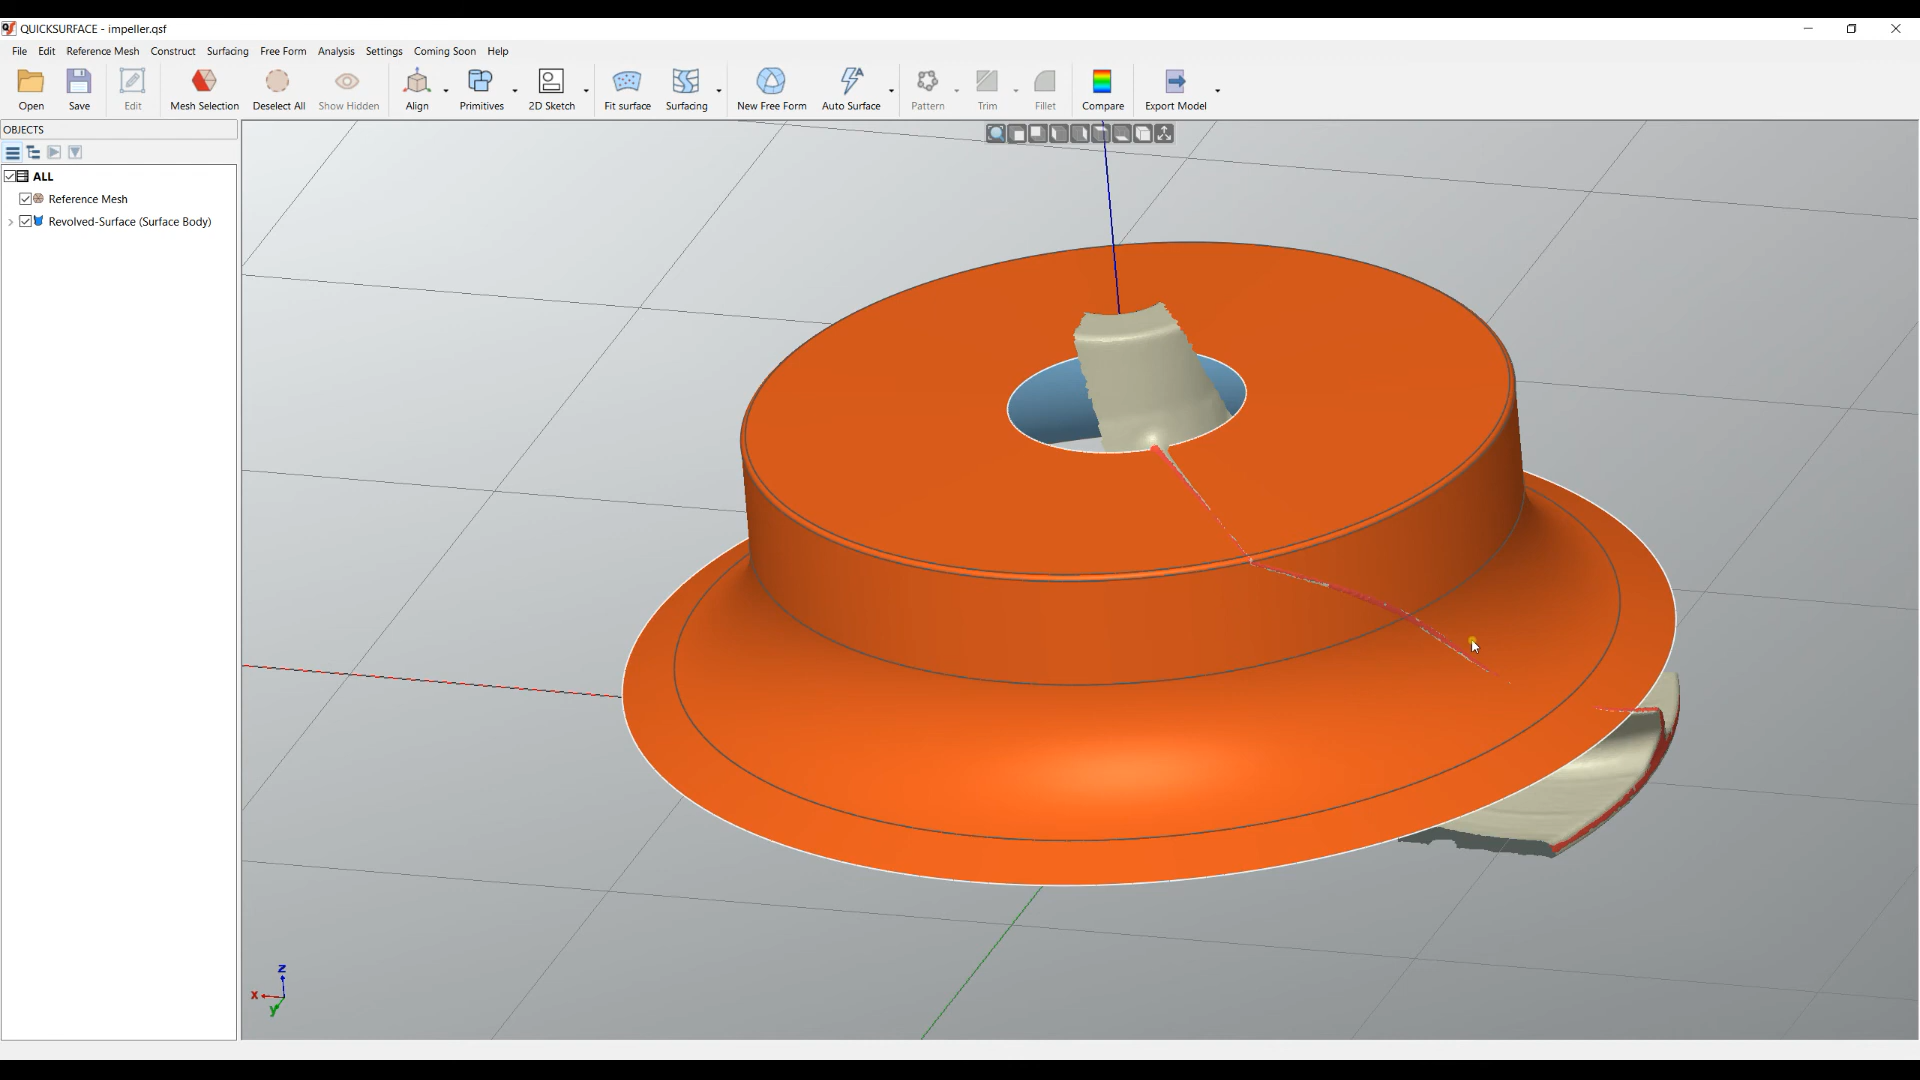 QUICKSURFACE - impeller.qsf
File Edit Reference Mesh Construct Surfacing Free Form Analysis Settings Coming Soon Help
Open Save Edit Mesh Selection Deselect All Show Hidden Align Primitives 2D Sketch Fit surface Surfacing New Free Form Auto Surface Pattern Trim Fillet Compare Export Model
OBJECTS
ALL
Reference Mesh
Revolved-Surface (Surface Body)
z
x
y